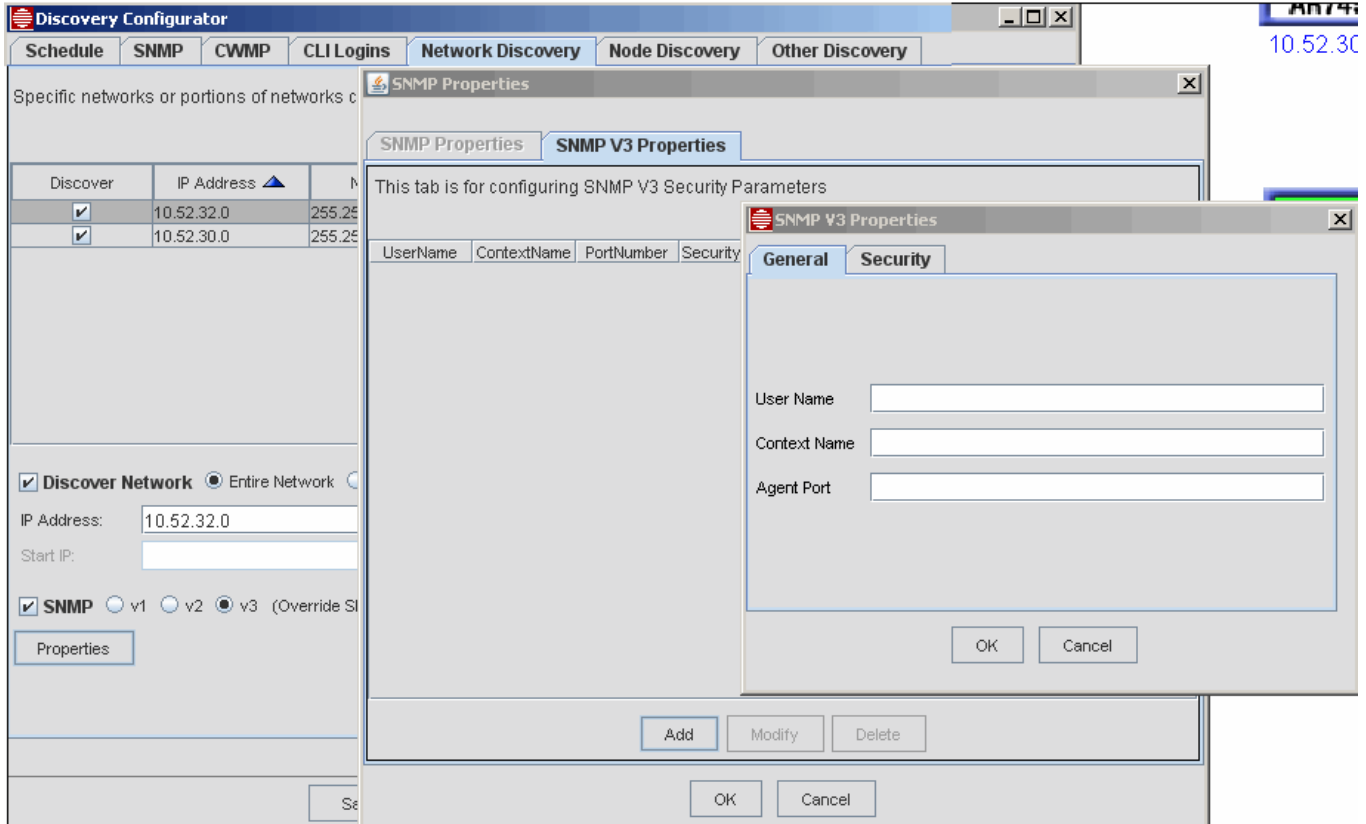 Discovery Configurator
Schedule SNMP CWMP CLI Logins Network Discovery Node Discovery Other Discovery
10.52.30
Specific networks or portions of networks
Discover IP Address
10.52.32.0 255.25
10.52.30.0 255.25
Discover Network Entire Network
IP Address: 10.52.32.0
Start IP:
SNMP v1 v2 v3 (Override
Properties
SNMP Properties
SNMP Properties SNMP V3 Properties
This tab is for configuring SNMP V3 Security Parameters
UserName ContextName PortNumber Security
Add Modify Delete
OK Cancel
SNMP V3 Properties
General Security
User Name
Context Name
Agent Port
OK Cancel